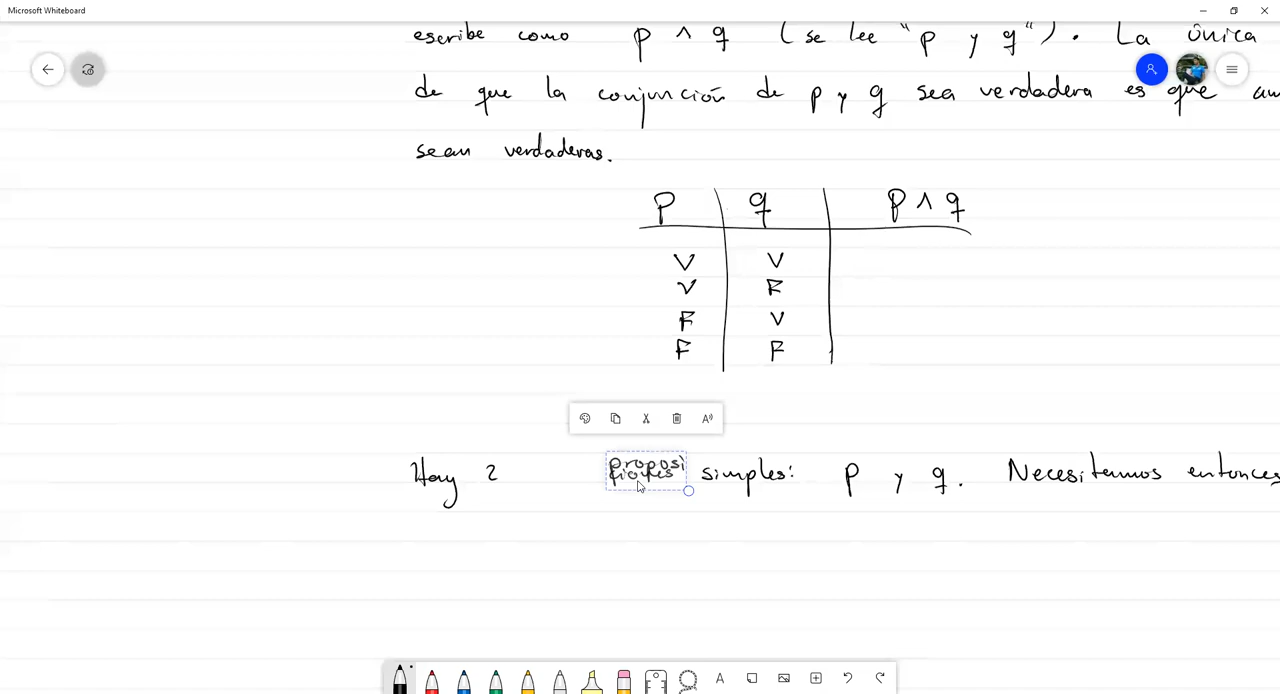 Microsoft Whiteboard
escribe como p ∧ q (se lee "p y q"). La única
de que la conjunción de p y q sea verdadera es que am
sean verdaderas.
p q p ∧ q
V V
V F
F V
F F
Hay 2 proposiciones simples: p y q. Necesitamos entonces